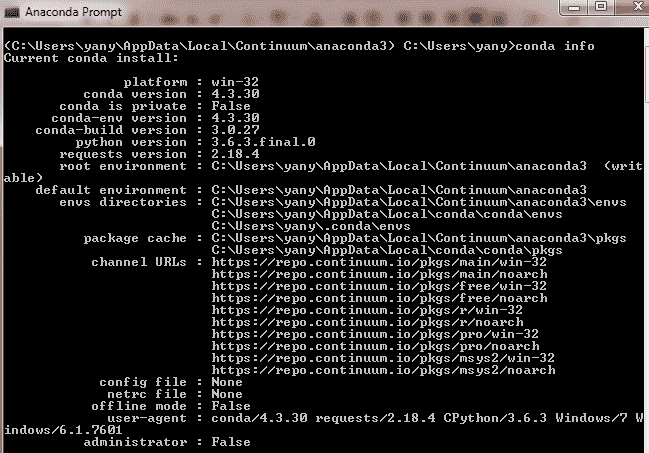 Anaconda Prompt
(C:\Users\yany\AppData\Local\Continuum\anaconda3) C:\Users\yany>conda info
Current conda install:
platform : win-32
conda version : 4.3.30
conda is private : False
conda-env version : 4.3.30
conda-build version : 3.0.27
python version : 3.6.3.final.0
requests version : 2.18.4
root environment : C:\Users\yany\AppData\Local\Continuum\anaconda3  (writ
able)
default environment : C:\Users\yany\AppData\Local\Continuum\anaconda3
envs directories : C:\Users\yany\AppData\Local\Continuum\anaconda3\envs
C:\Users\yany\AppData\Local\conda\conda\envs
C:\Users\yany\.conda\envs
package cache : C:\Users\yany\AppData\Local\Continuum\anaconda3\pkgs
C:\Users\yany\AppData\Local\conda\conda\pkgs
channel URLs : https://repo.continuum.io/pkgs/main/win-32
https://repo.continuum.io/pkgs/main/noarch
https://repo.continuum.io/pkgs/free/win-32
https://repo.continuum.io/pkgs/free/noarch
https://repo.continuum.io/pkgs/r/win-32
https://repo.continuum.io/pkgs/r/noarch
https://repo.continuum.io/pkgs/pro/win-32
https://repo.continuum.io/pkgs/pro/noarch
https://repo.continuum.io/pkgs/msys2/win-32
https://repo.continuum.io/pkgs/msys2/noarch
config file : None
netrc file : None
offline mode : False
user-agent : conda/4.3.30 requests/2.18.4 CPython/3.6.3 Windows/7 W
indows/6.1.7601
administrator : False